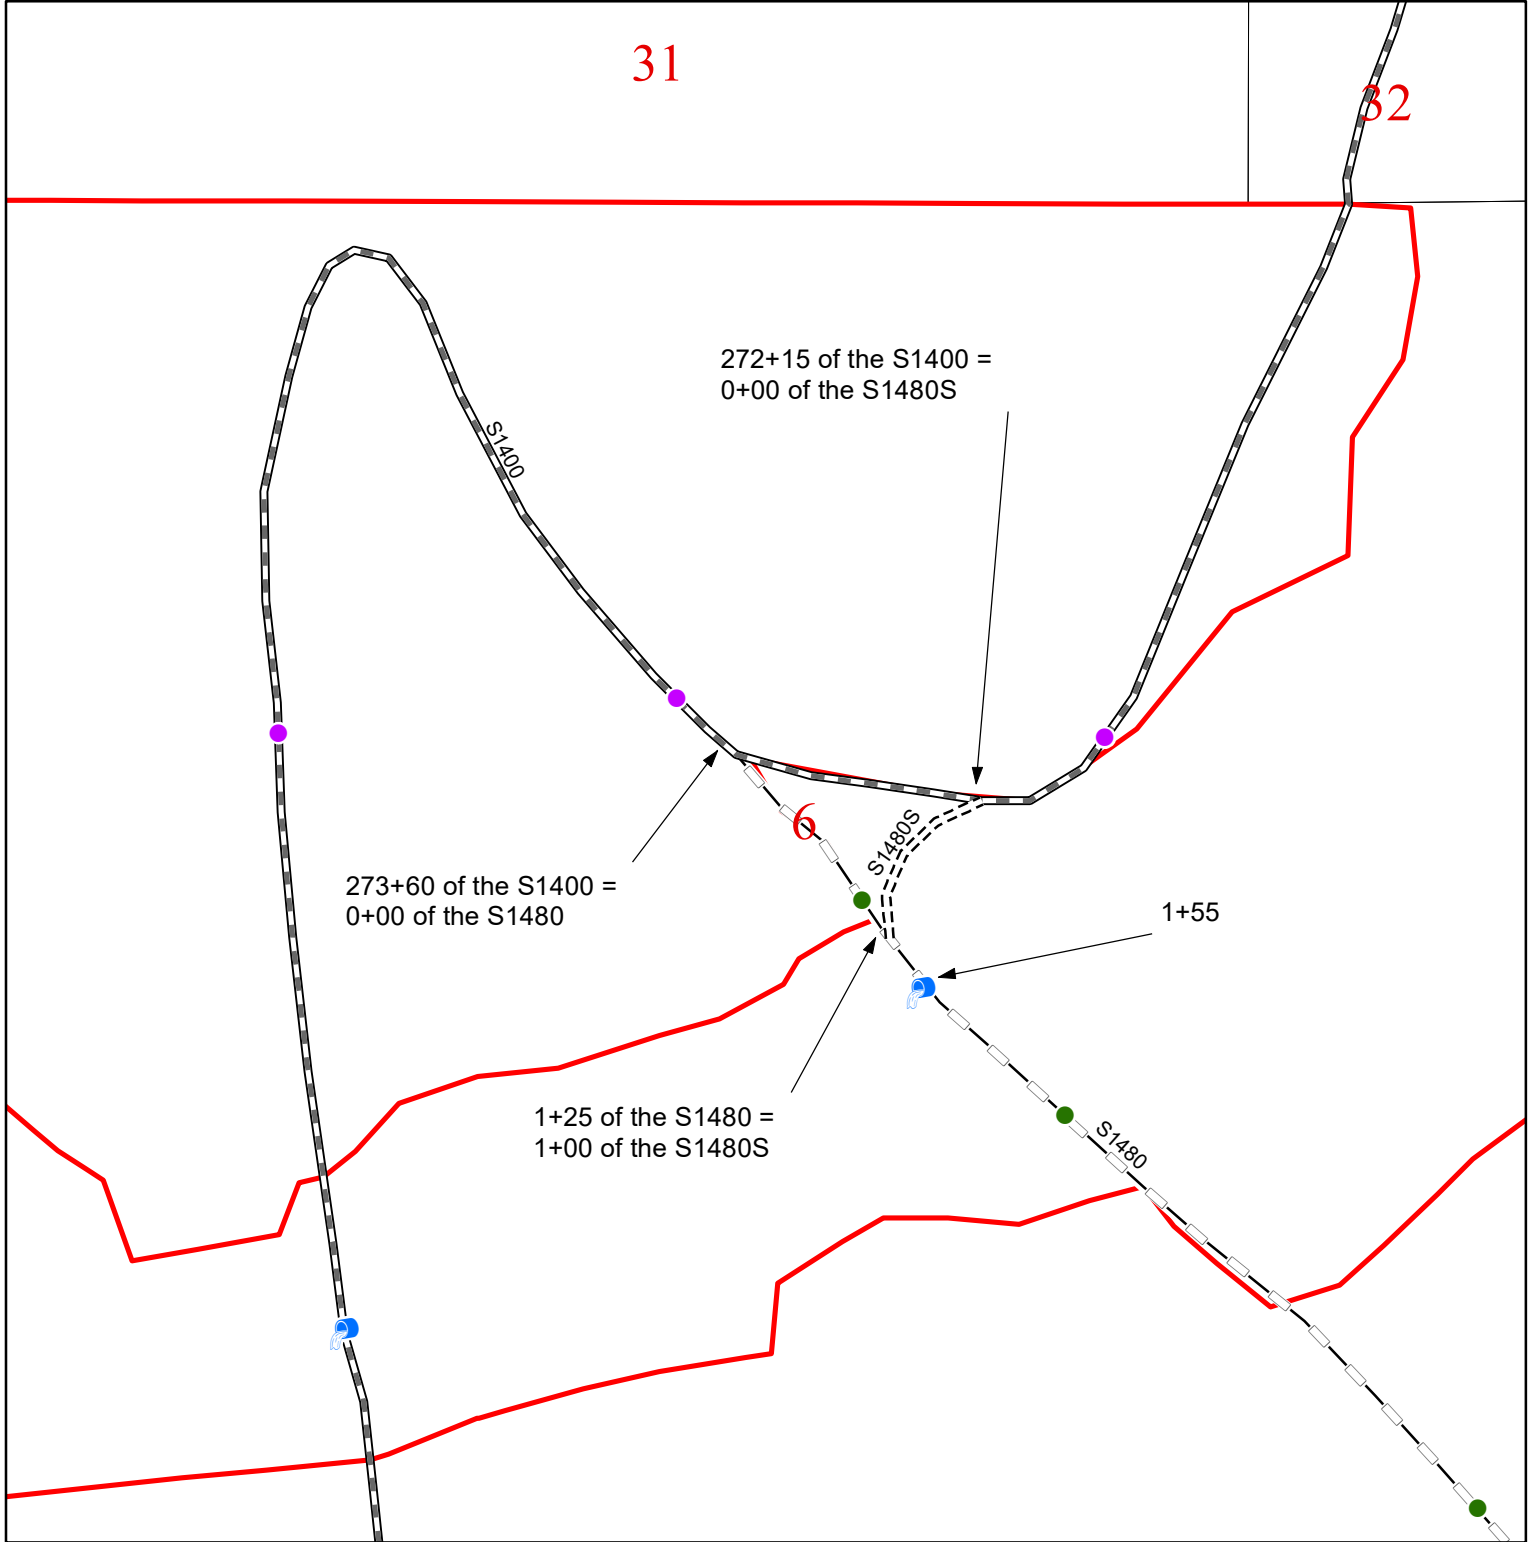 31
32
272+15 of the S1400 =
0+00 of the S1480S
S1400
6
S1480S
273+60 of the S1400 =
0+00 of the S1480
1+55
1+25 of the S1480 =
1+00 of the S1480S
S1480